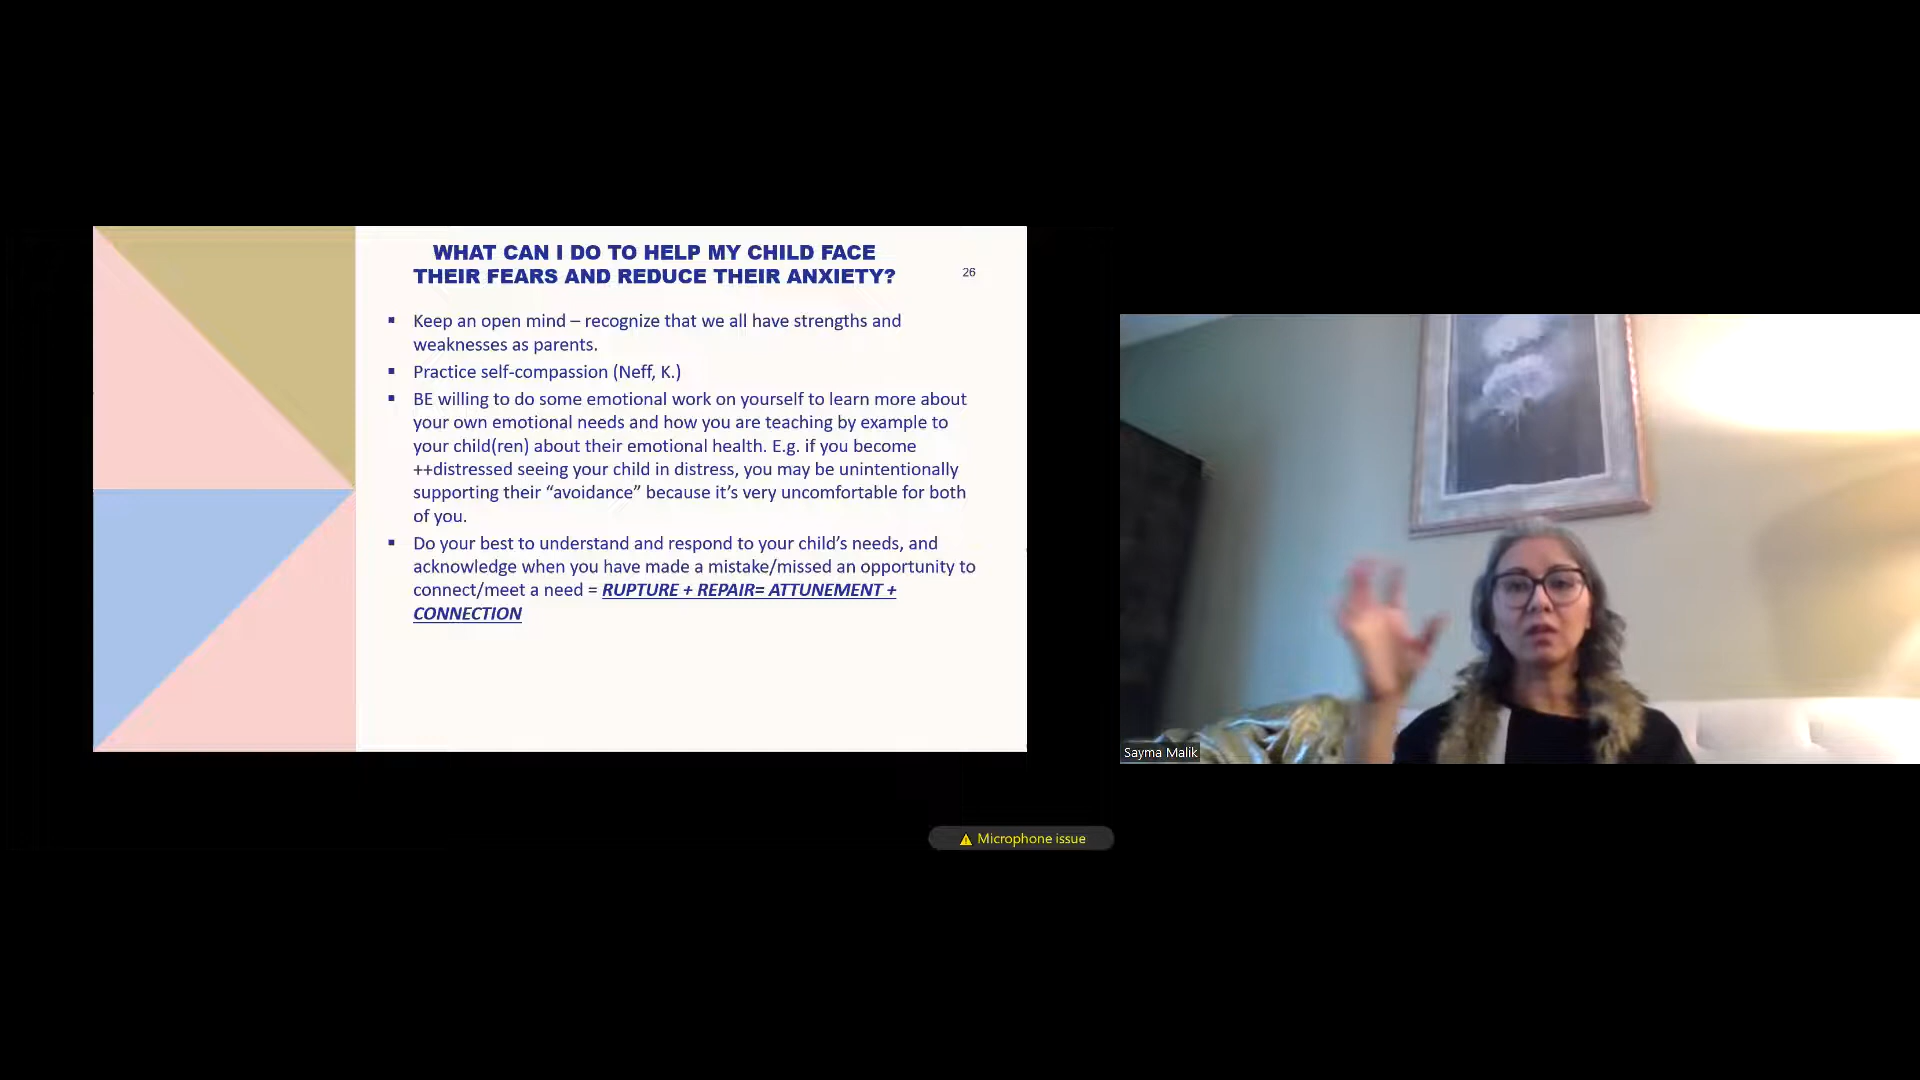 WHAT CAN I DO TO HELP MY CHILD FACE
THEIR FEARS AND REDUCE THEIR ANXIETY?
26
▪ Keep an open mind – recognize that we all have strengths and
weaknesses as parents.
▪ Practice self-compassion (Neff, K.)
▪ BE willing to do some emotional work on yourself to learn more about
your own emotional needs and how you are teaching by example to
your child(ren) about their emotional health. E.g. if you become
++distressed seeing your child in distress, you may be unintentionally
supporting their “avoidance” because it’s very uncomfortable for both
of you.
▪ Do your best to understand and respond to your child’s needs, and
acknowledge when you have made a mistake/missed an opportunity to
connect/meet a need = RUPTURE + REPAIR= ATTUNEMENT +
CONNECTION
Sayma Malik
Microphone issue